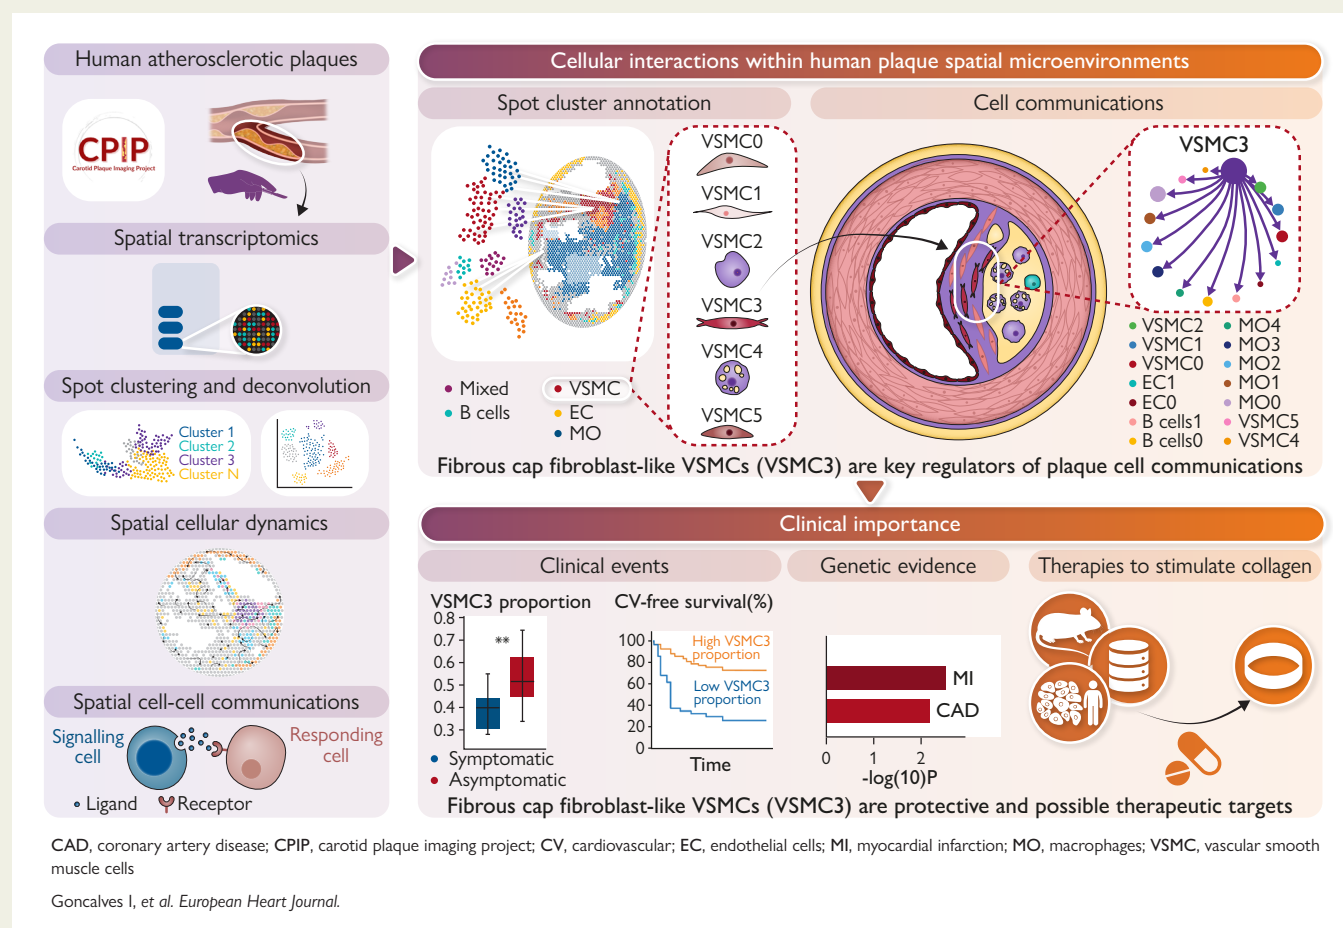 Human atherosclerotic plaques
CPIP
Carotid Plaque Imaging Project
Spatial transcriptomics
Spot clustering and deconvolution
Cluster 1
Cluster 2
Cluster 3
Cluster N
Spatial cellular dynamics
Spatial cell-cell communications
Signalling
cell
Responding
cell
Ligand
Receptor
Cellular interactions within human plaque spatial microenvironments
Spot cluster annotation
Mixed
B cells
VSMC
EC
MO
VSMC0
VSMC1
VSMC2
VSMC3
VSMC4
VSMC5
Cell communications
VSMC3
VSMC2
VSMC1
VSMC0
EC1
EC0
B cells1
B cells0
MO4
MO3
MO2
MO1
MO0
VSMC5
VSMC4
Fibrous cap fibroblast-like VSMCs (VSMC3) are key regulators of plaque cell communications
Clinical importance
Clinical events
VSMC3 proportion
0.8
0.7
0.6
0.5
0.4
0.3
**
Symptomatic
Asymptomatic
CV-free survival(%)
100
80
60
40
20
0
High VSMC3
proportion
Low VSMC3
proportion
Time
Genetic evidence
MI
CAD
0 1 2
-log(10)P
Therapies to stimulate collagen
Fibrous cap fibroblast-like VSMCs (VSMC3) are protective and possible therapeutic targets
CAD, coronary artery disease; CPIP, carotid plaque imaging project; CV, cardiovascular; EC, endothelial cells; MI, myocardial infarction; MO, macrophages; VSMC, vascular smooth
muscle cells
Goncalves I, et al. European Heart Journal.